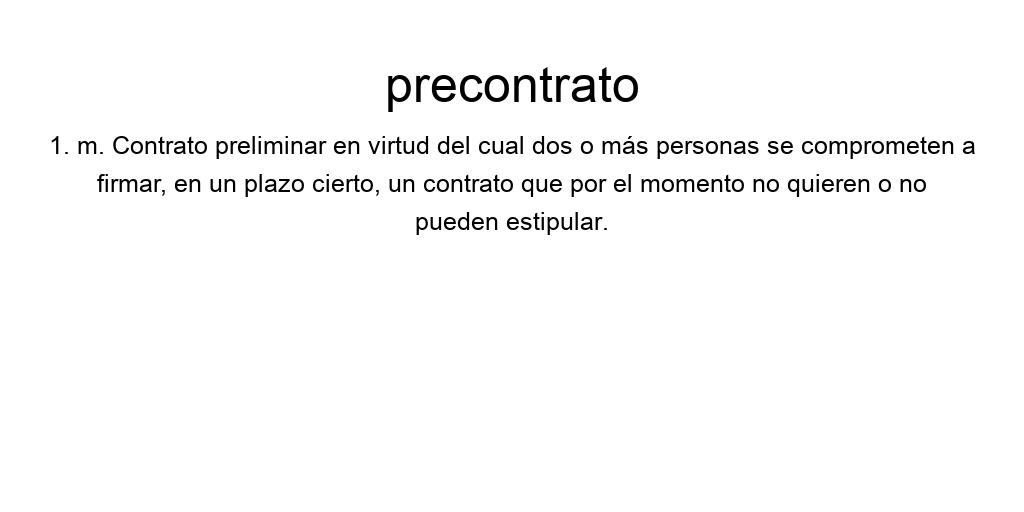 precontrato
1. m. Contrato preliminar en virtud del cual dos o más personas se comprometen a
firmar, en un plazo cierto, un contrato que por el momento no quieren o no
pueden estipular.